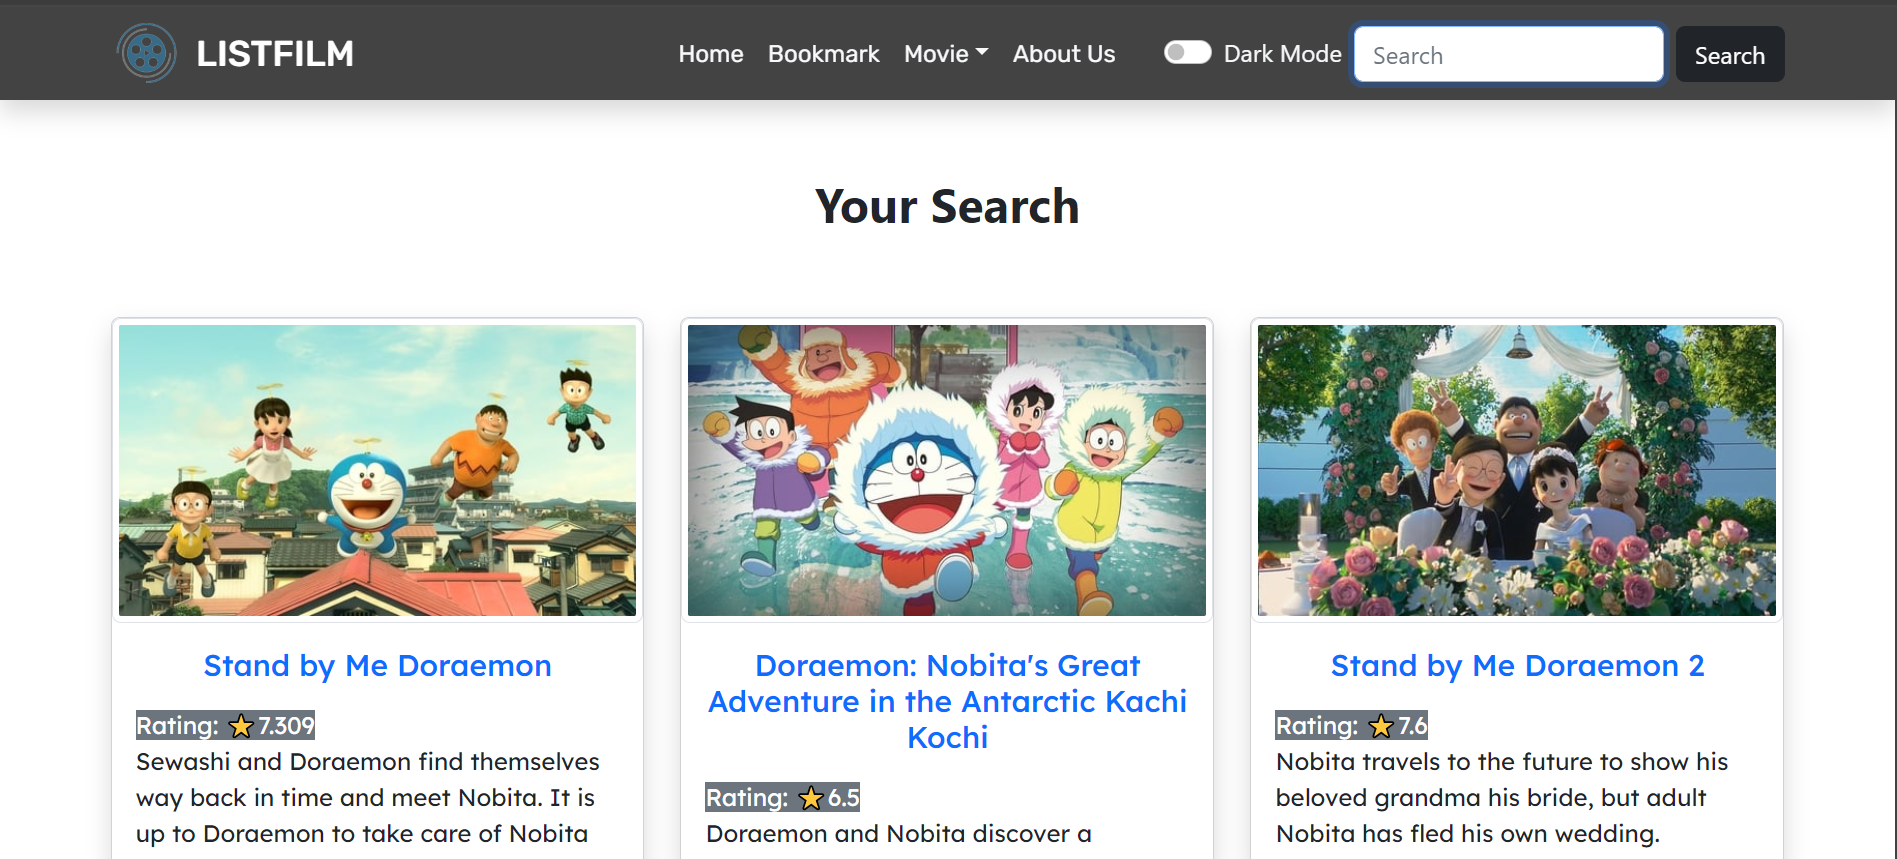 LISTFILM
Home Bookmark Movie About Us Dark Mode Search Search
Your Search
Stand by Me Doraemon
Rating: ⭐7.309
Sewashi and Doraemon find themselves
way back in time and meet Nobita. It is
up to Doraemon to take care of Nobita
Doraemon: Nobita's Great
Adventure in the Antarctic Kachi
Kochi
Rating: ⭐6.5
Doraemon and Nobita discover a
Stand by Me Doraemon 2
Rating: ⭐7.6
Nobita travels to the future to show his
beloved grandma his bride, but adult
Nobita has fled his own wedding.